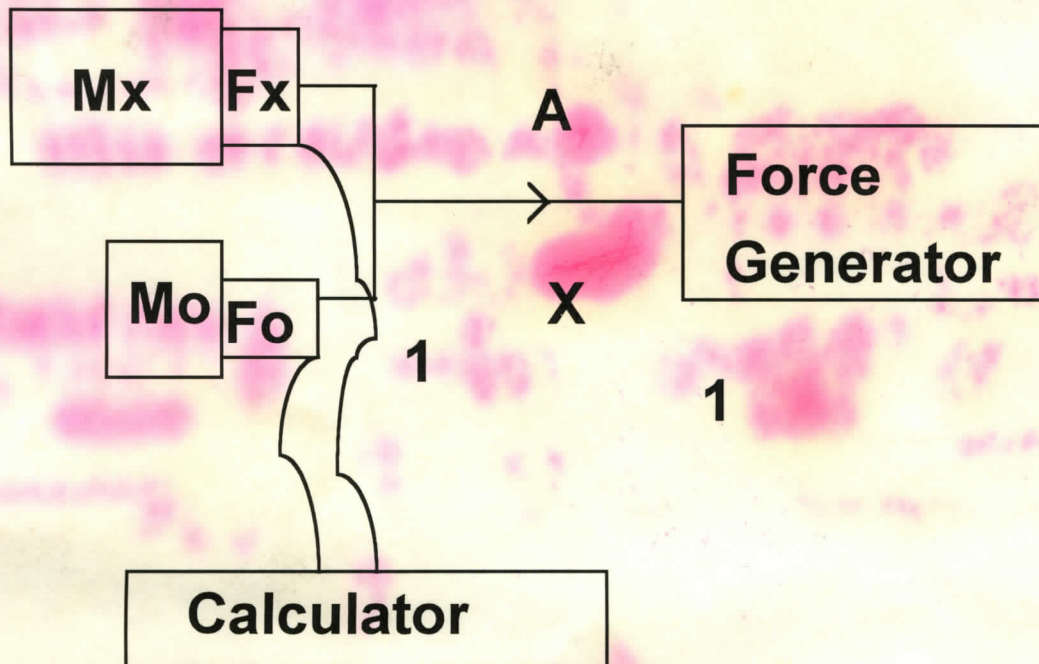 Mx
Fx
A
Force
Generator
Mo
Fo
X
1
1
Calculator